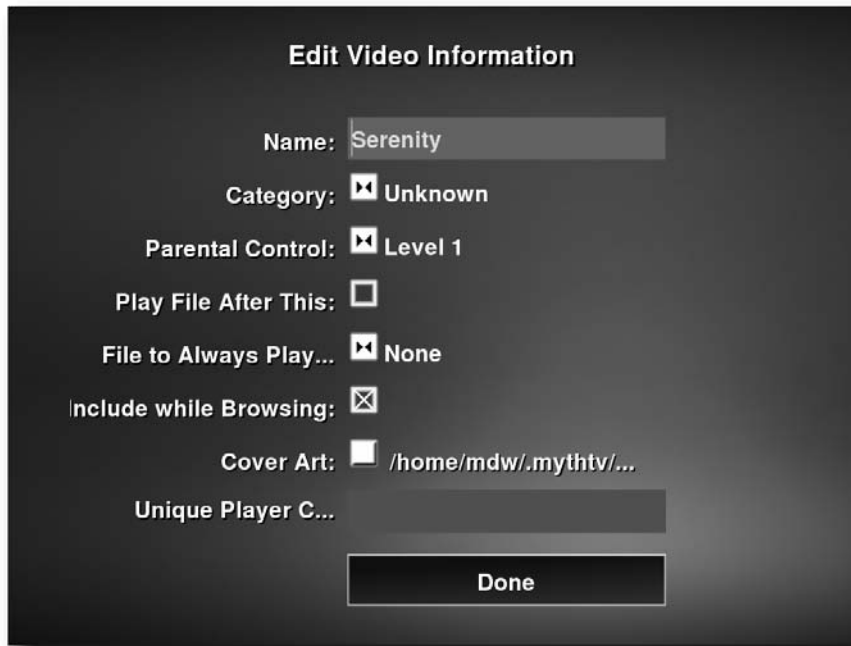 Edit Video Information
Name: Serenity
Category: Unknown
Parental Control: Level 1
Play File After This:
File to Always Play... None
Include while Browsing:
Cover Art: /home/mdw/.mythtv/...
Unique Player C...
Done